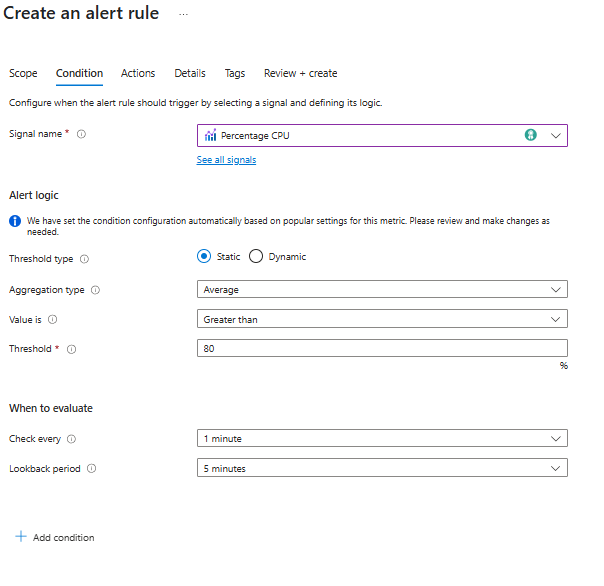 Create an alert rule ...
Scope Condition Actions Details Tags Review + create
Configure when the alert rule should trigger by selecting a signal and defining its logic.
Signal name * Percentage CPU
See all signals
Alert logic
We have set the condition configuration automatically based on popular settings for this metric. Please review and make changes as
needed.
Threshold type Static Dynamic
Aggregation type Average
Value is Greater than
Threshold * 80
%
When to evaluate
Check every 1 minute
Lookback period 5 minutes
+ Add condition